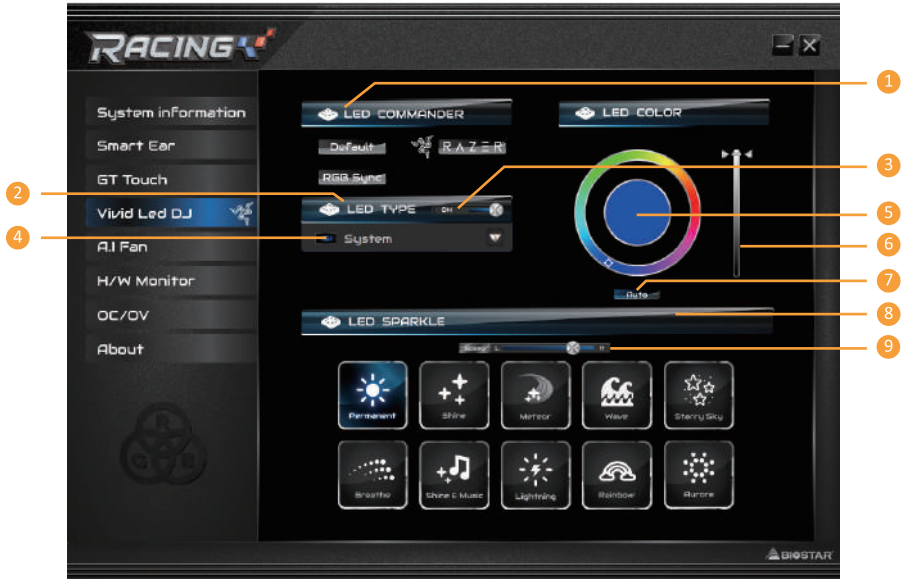 RACING
1
System information
LED COMMANDER
LED COLOR
Smart Ear
Default
RAZER
3
GT Touch
RGB Sync
2
LED TYPE
ON
Vivid Led DJ
5
4
System
A.I Fan
6
H/W Monitor
7
Auto
OC/OV
LED SPARKLE
8
About
Speed
L
H
9
Permanent
Shine
Meteor
Wave
Starry Sky
R
G
B
Breathe
Shine & Music
Lightning
Rainbow
Aurora
BIOSTAR